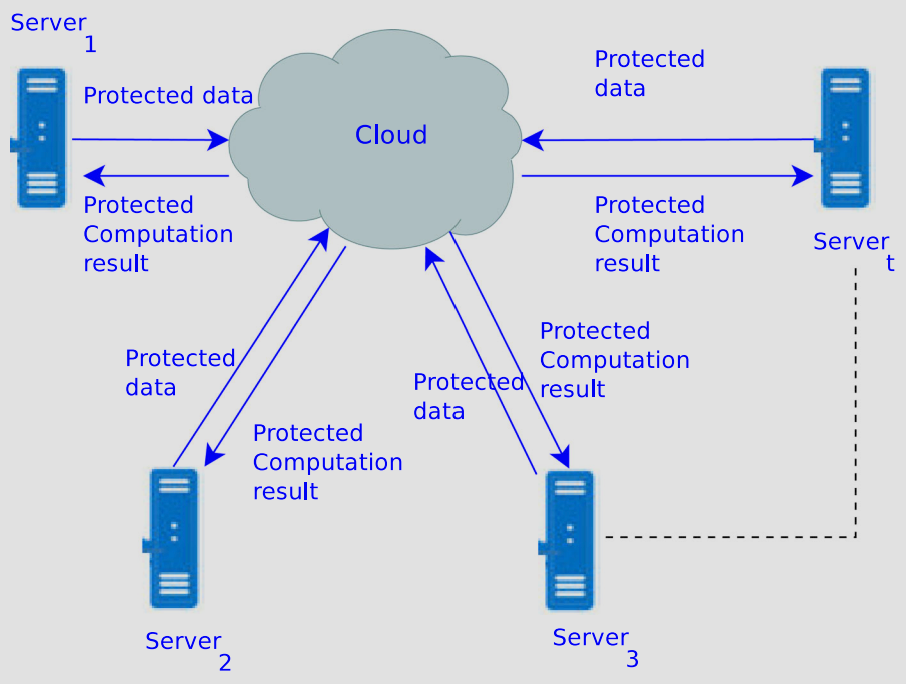 Server
1
Protected data
Protected
Computation
result
Cloud
Protected
data
Protected
Computation
result
Server
t
Protected
data
Protected
Computation
result
Server
2
Protected
data
Protected
Computation
result
Server
3